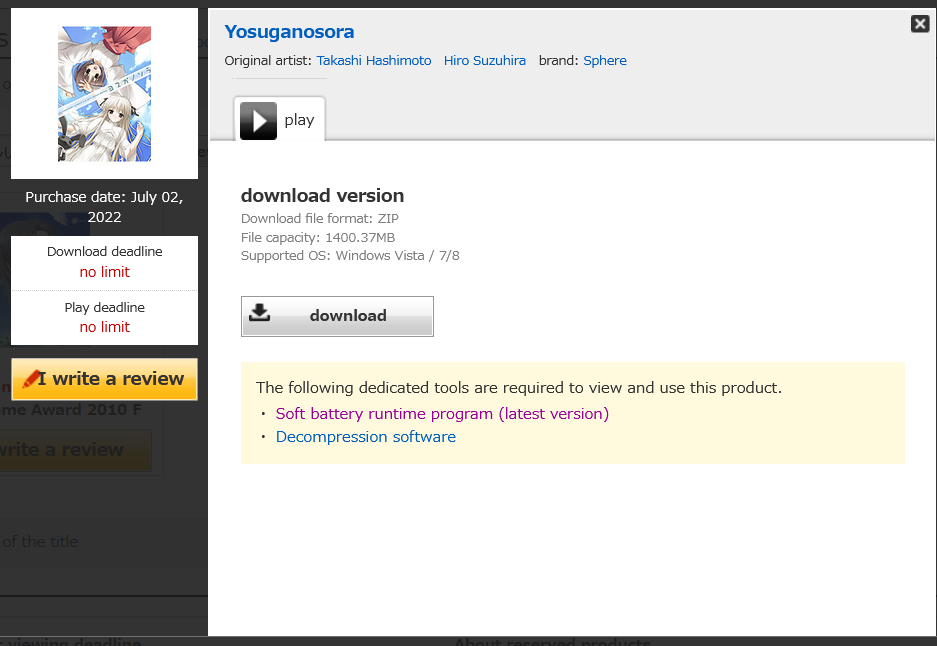 Yosuganosora
Original artist: Takashi Hashimoto Hiro Suzuhira brand: Sphere
play
Purchase date: July 02,
2022
Download deadline
no limit
Play deadline
no limit
I write a review
download version
Download file format: ZIP
File capacity: 1400.37MB
Supported OS: Windows Vista / 7/8
download
The following dedicated tools are required to view and use this product.
・ Soft battery runtime program (latest version)
・ Decompression software
me Award 2010 F
write a review
of the title
viewing deadline
About reserved products